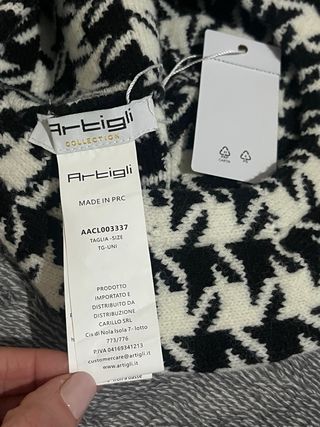 Artigli
COLLECTION
Artigli
MADE IN PRC
AACL003337
TAGLIA -SIZE
TG-UNI
PRODOTTO
IMPORTATO E
DISTRIBUITO DA
DISTRIBUZIONE
CARILLO SRL
Cis di Nola Isola 7- lotto
773/776
P.IVA 04169341213
customercare@artigli.it
www.artigli.it
CARTA